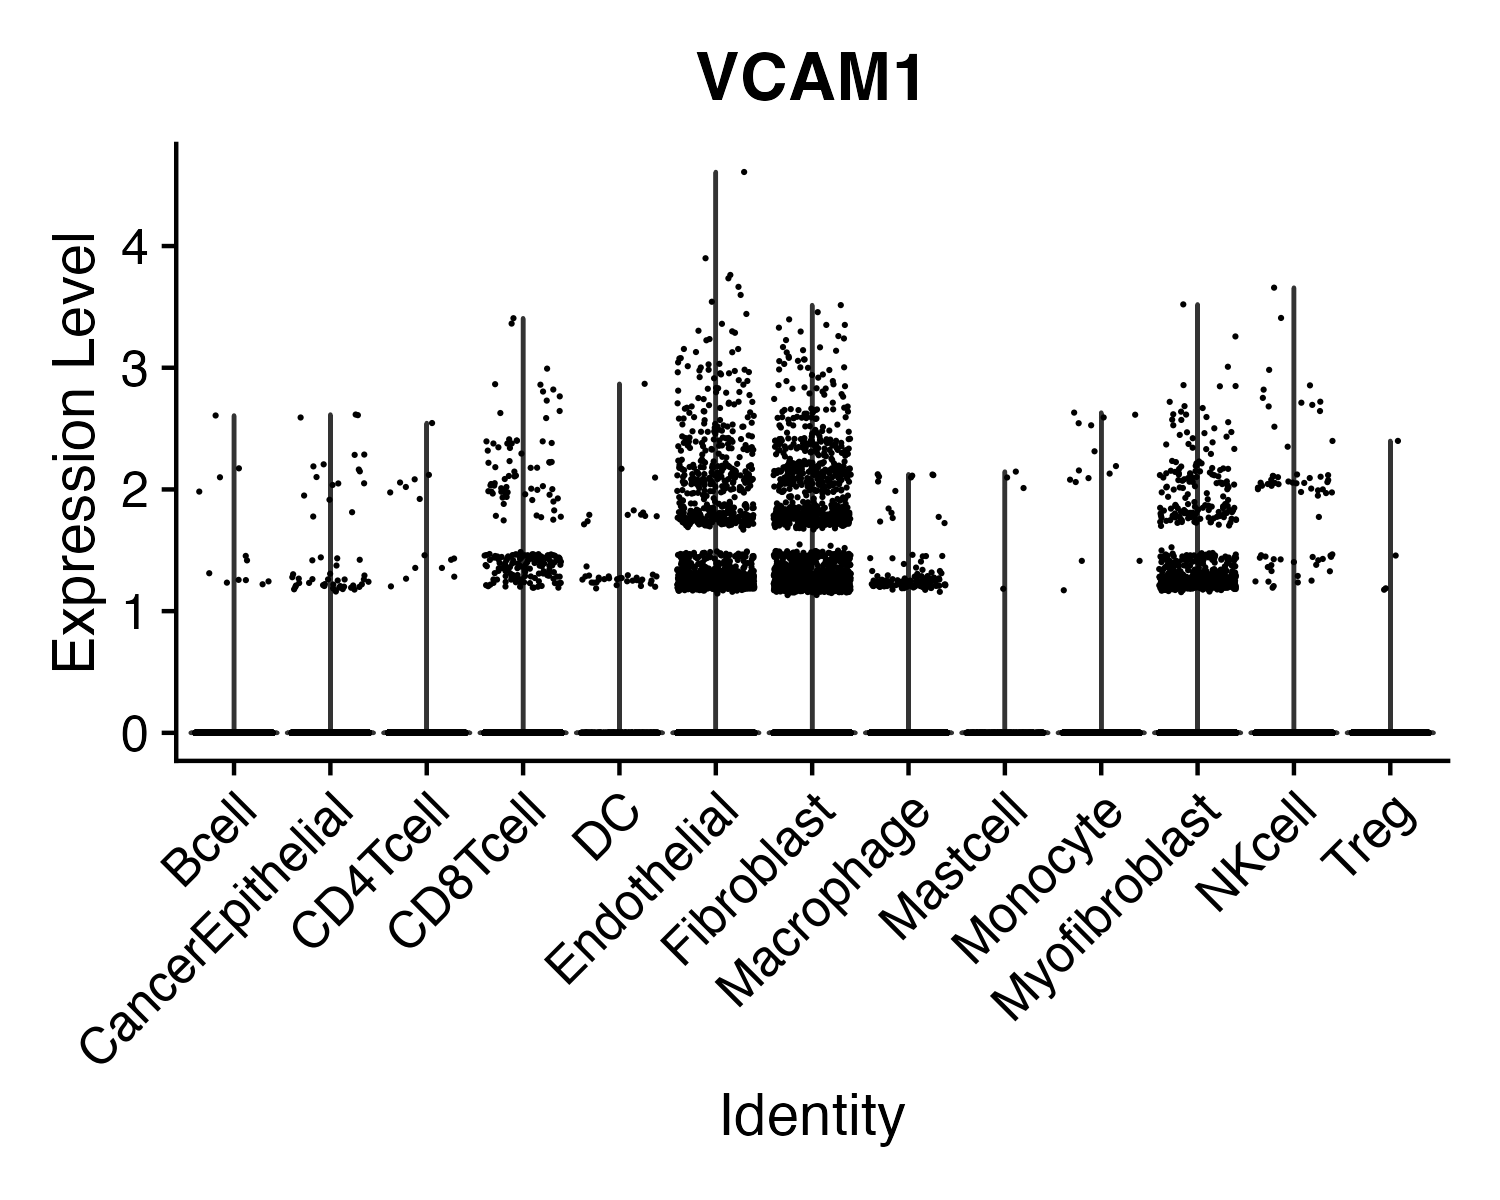 VCAM1
Expression Level
4
3
2
1
0
Bcell
CancerEpithelial
CD4Tcell
CD8Tcell
DC
Endothelial
Fibroblast
Macrophage
Mastcell
Monocyte
Myofibroblast
NKcell
Treg
Identity